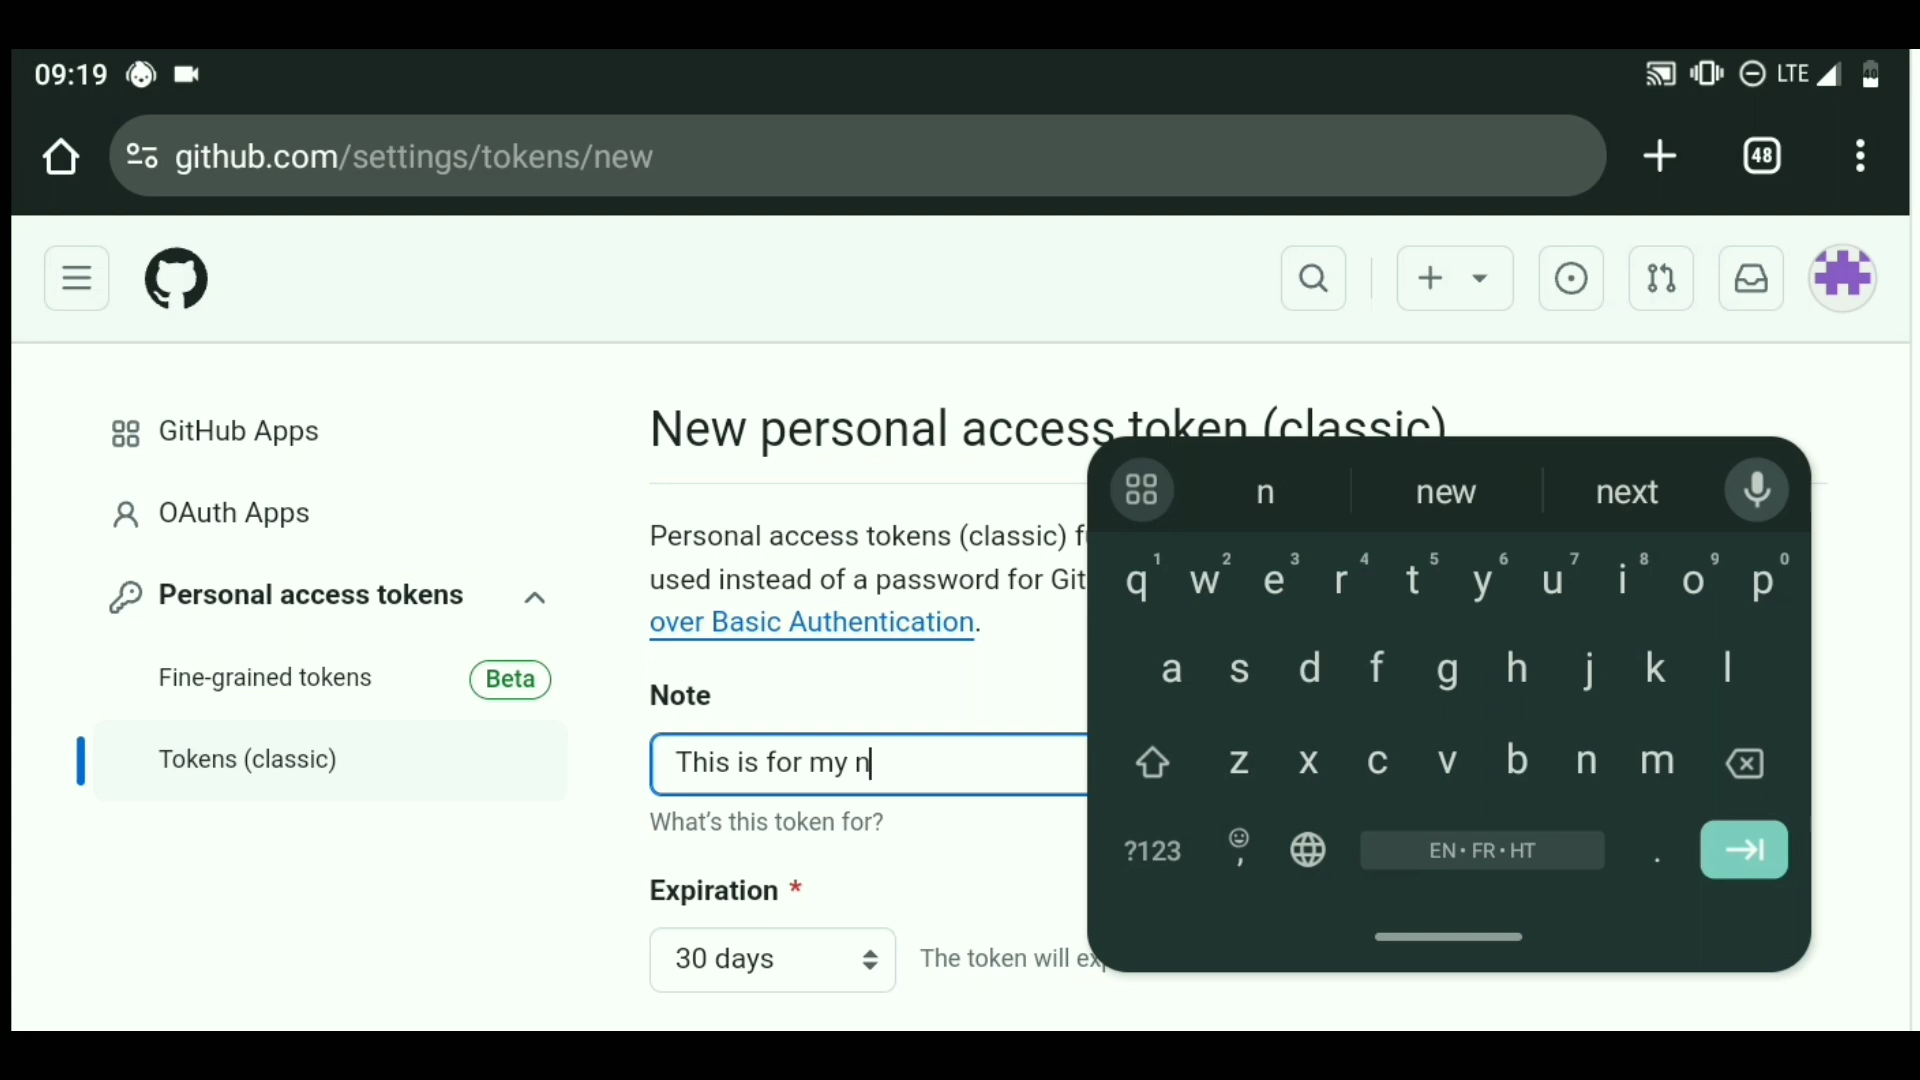 09:19
LTE
40
github.com/settings/tokens/new
48
GitHub Apps
OAuth Apps
Personal access tokens
Fine-grained tokens Beta
Tokens (classic)
New personal access token (classic)
Personal access tokens (classic) f
used instead of a password for Git
over Basic Authentication.
Note
This is for my n
What's this token for?
Expiration *
30 days
The token will exp
n new next
q 1 w 2 e 3 r 4 t 5 y 6 u 7 i 8 o 9 p 0
a s d f g h j k l
z x c v b n m
?123 , EN • FR • HT .